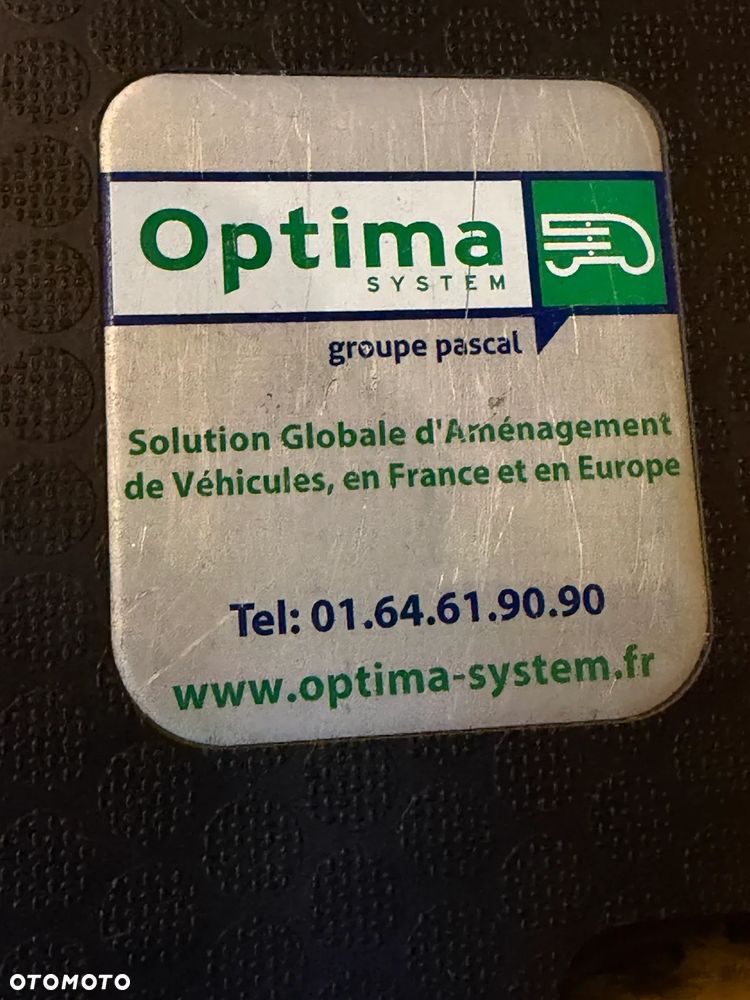 Optima
SYSTEM
groupe pascal
Solution Globale d'Aménagement
de Véhicules, en France et en Europe
Tel: 01.64.61.90.90
www.optima-system.fr
OTOMOTO